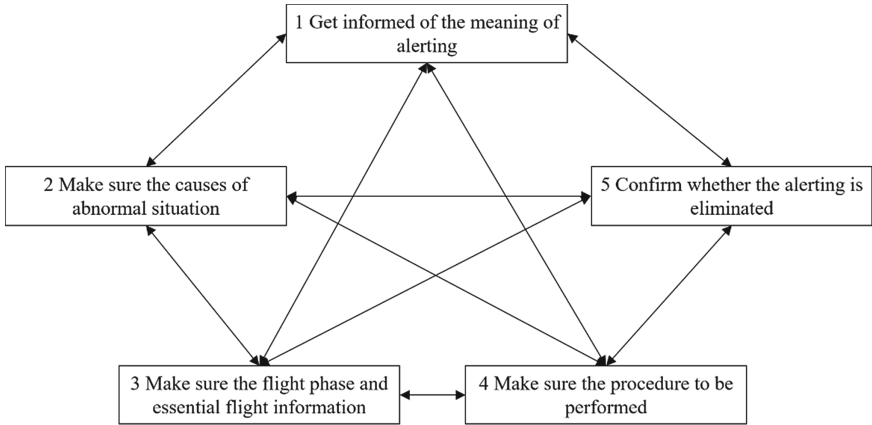 1 Get informed of the meaning of
alerting
2 Make sure the causes of
abnormal situation
5 Confirm whether the alerting is
eliminated
3 Make sure the flight phase and
essential flight information
4 Make sure the procedure to be
performed